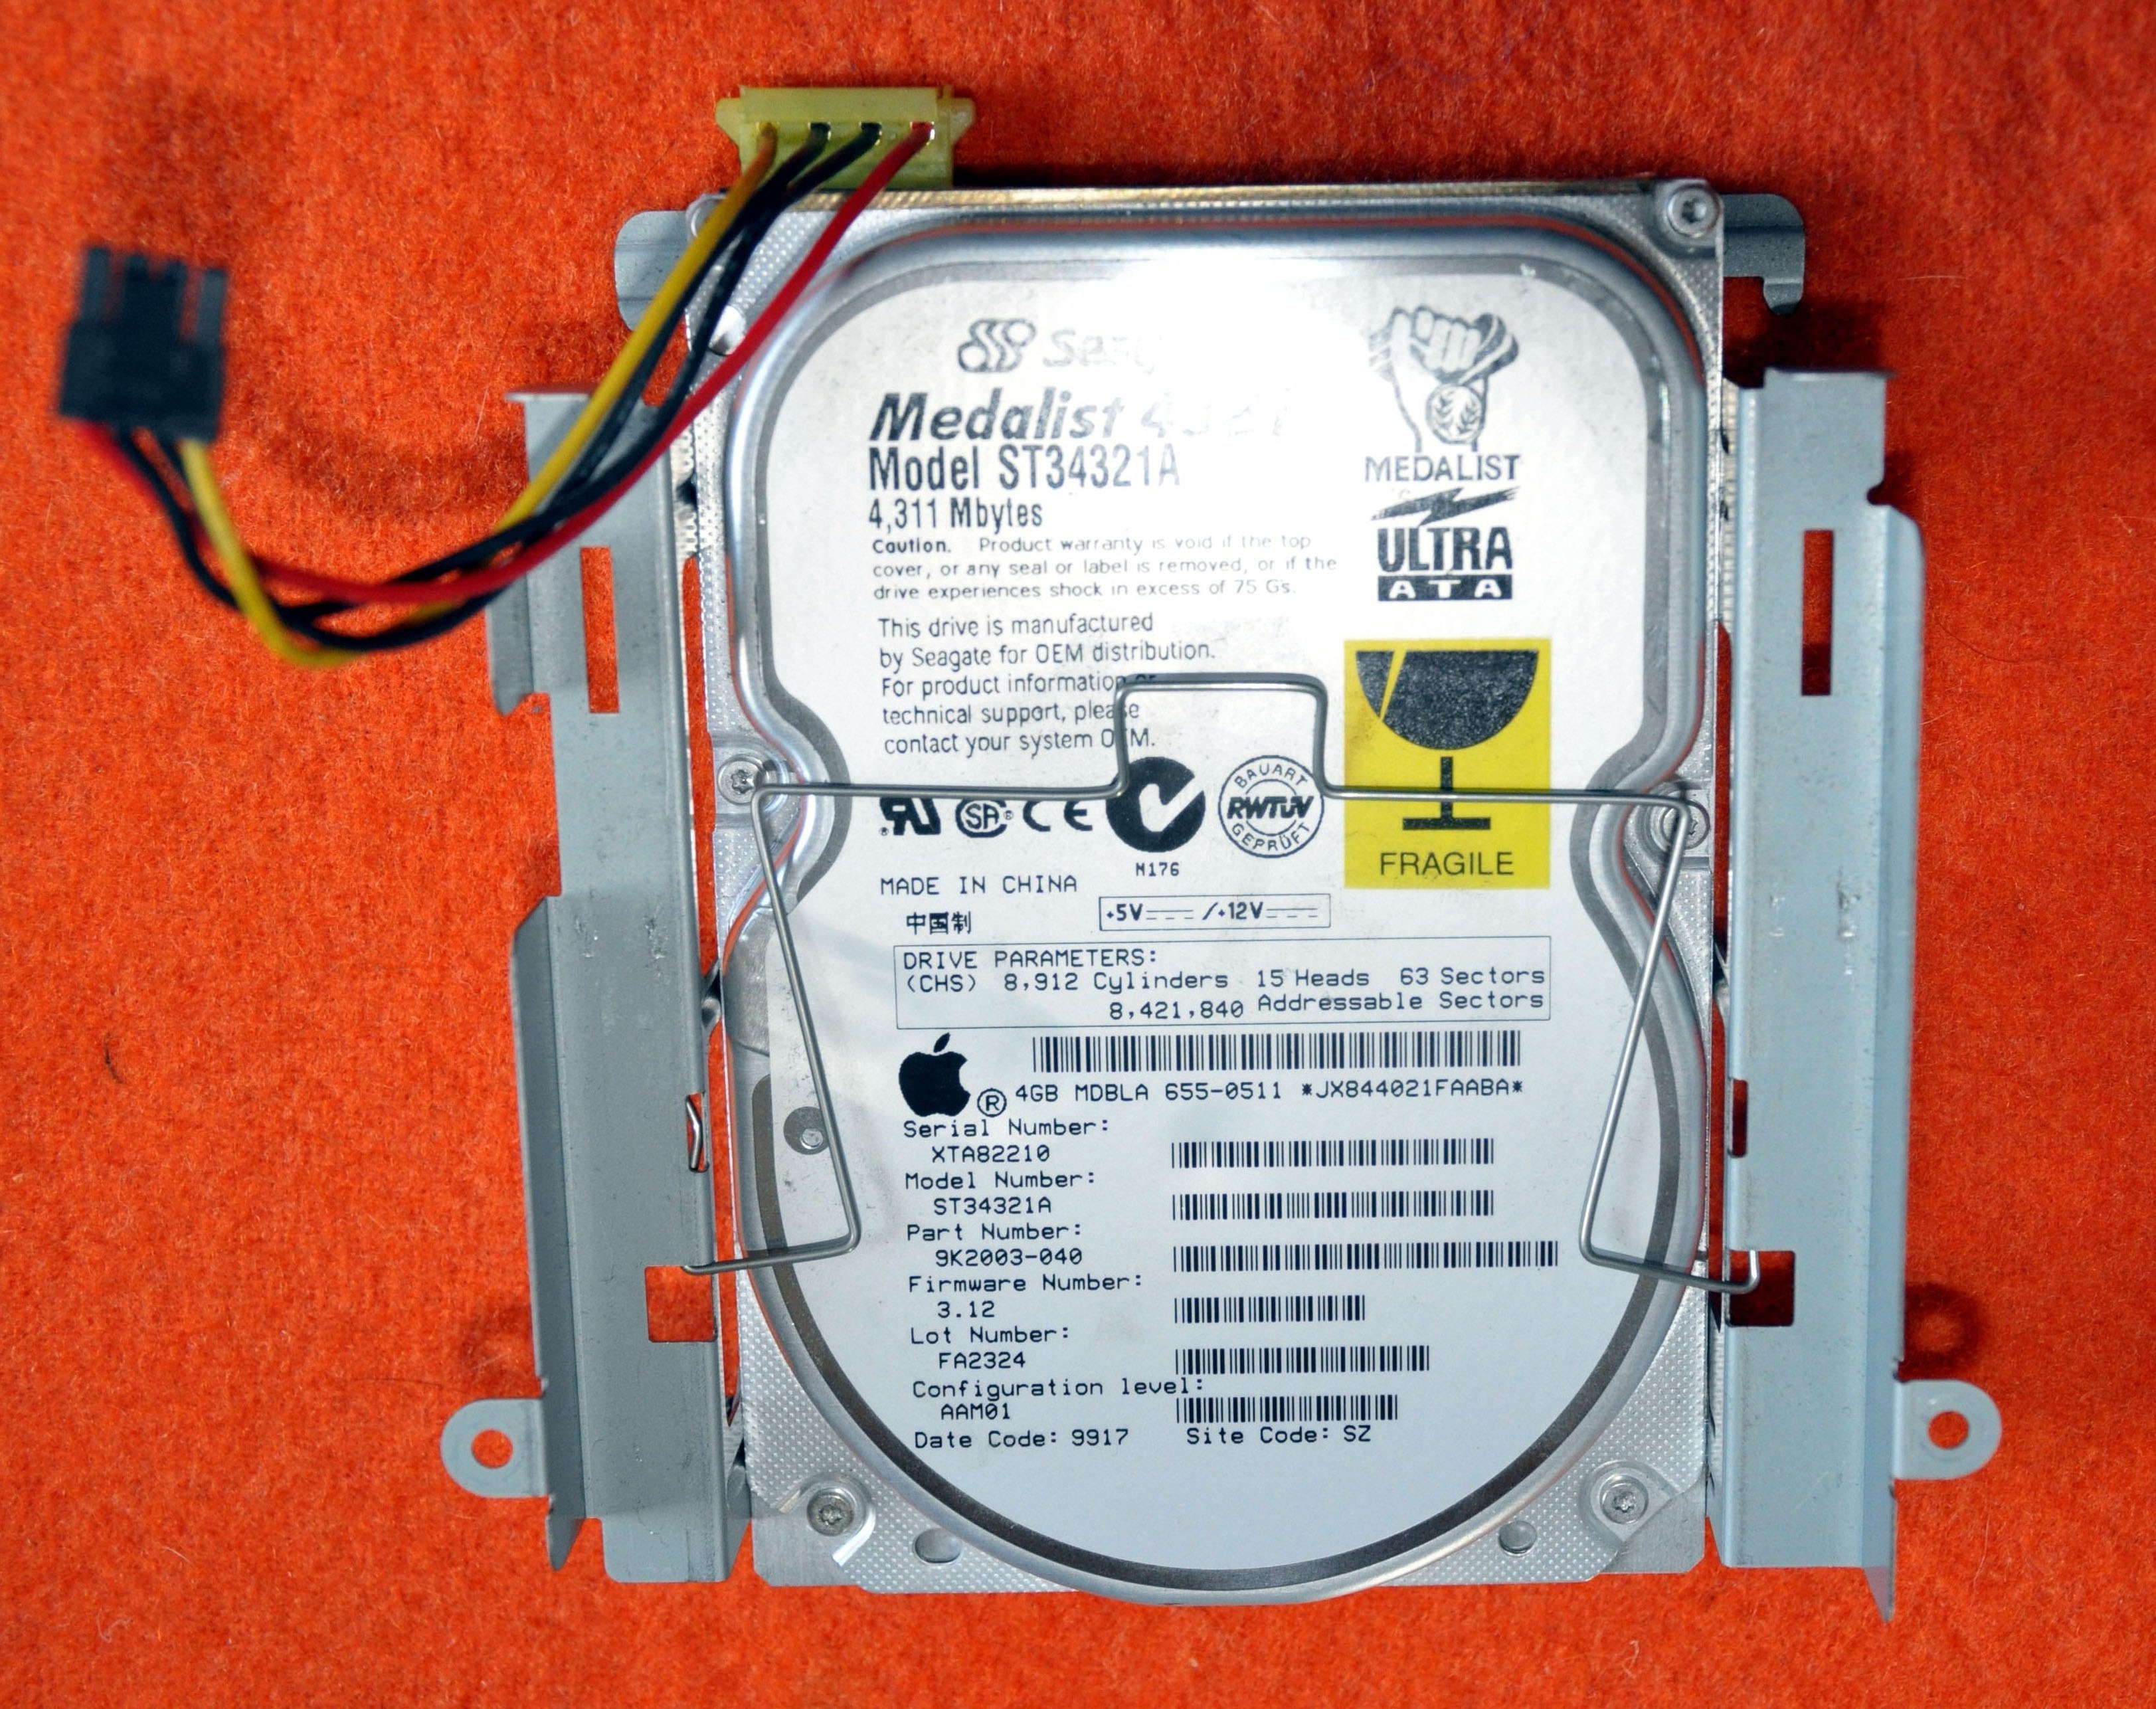 Medalist
Model ST34321A
4,311 Mbytes
Caution. Product warranty is void if the top
cover, or any seal or label is removed, or if the
drive experiences shock in excess of 75 Gs.
This drive is manufactured
by Seagate for OEM distribution.
For product information or
technical support, please
contact your system OEM.
MEDALIST
ULTRA
ATA
FRAGILE
CE
M176
BAUART
RWTÜV
GEPRÜFT
MADE IN CHINA
中国制
+5V /+12V
DRIVE PARAMETERS:
(CHS) 8,912 Cylinders 15 Heads 63 Sectors
8,421,840 Addressable Sectors
® 4GB MDBLA 655-0511 *JX844021FAABA*
Serial Number:
XTA82210
Model Number:
ST34321A
Part Number:
9K2003-040
Firmware Number:
3.12
Lot Number:
FA2324
Configuration level:
AAM01
Date Code: 9917 Site Code: SZ